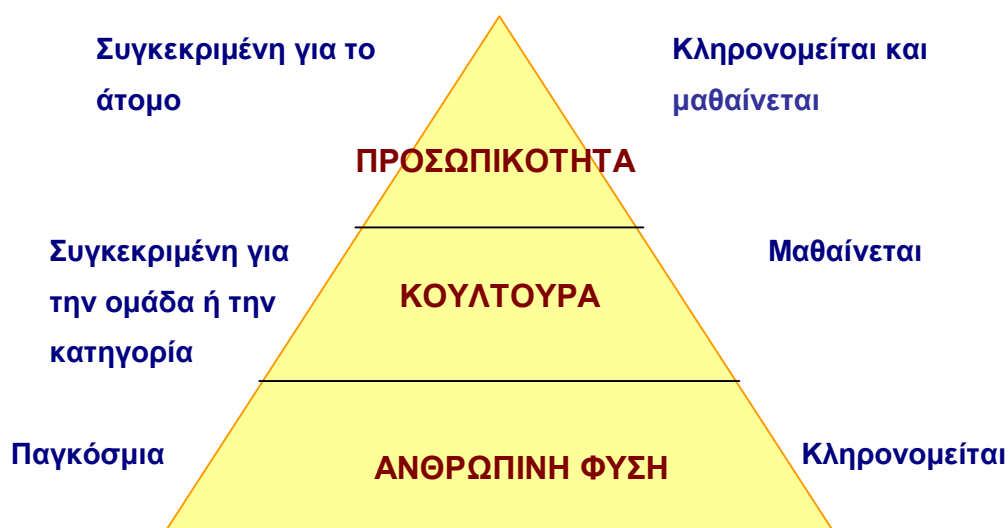 Συγκεκριμένη για το
άτομο
Κληρονομείται και
μαθαίνεται
ΠΡΟΣΩΠΙΚΟΤΗΤΑ
Συγκεκριμένη για
την ομάδα ή την
κατηγορία
Μαθαίνεται
ΚΟΥΛΤΟΥΡΑ
Παγκόσμια
ΑΝΘΡΩΠΙΝΗ ΦΥΣΗ
Κληρονομείται